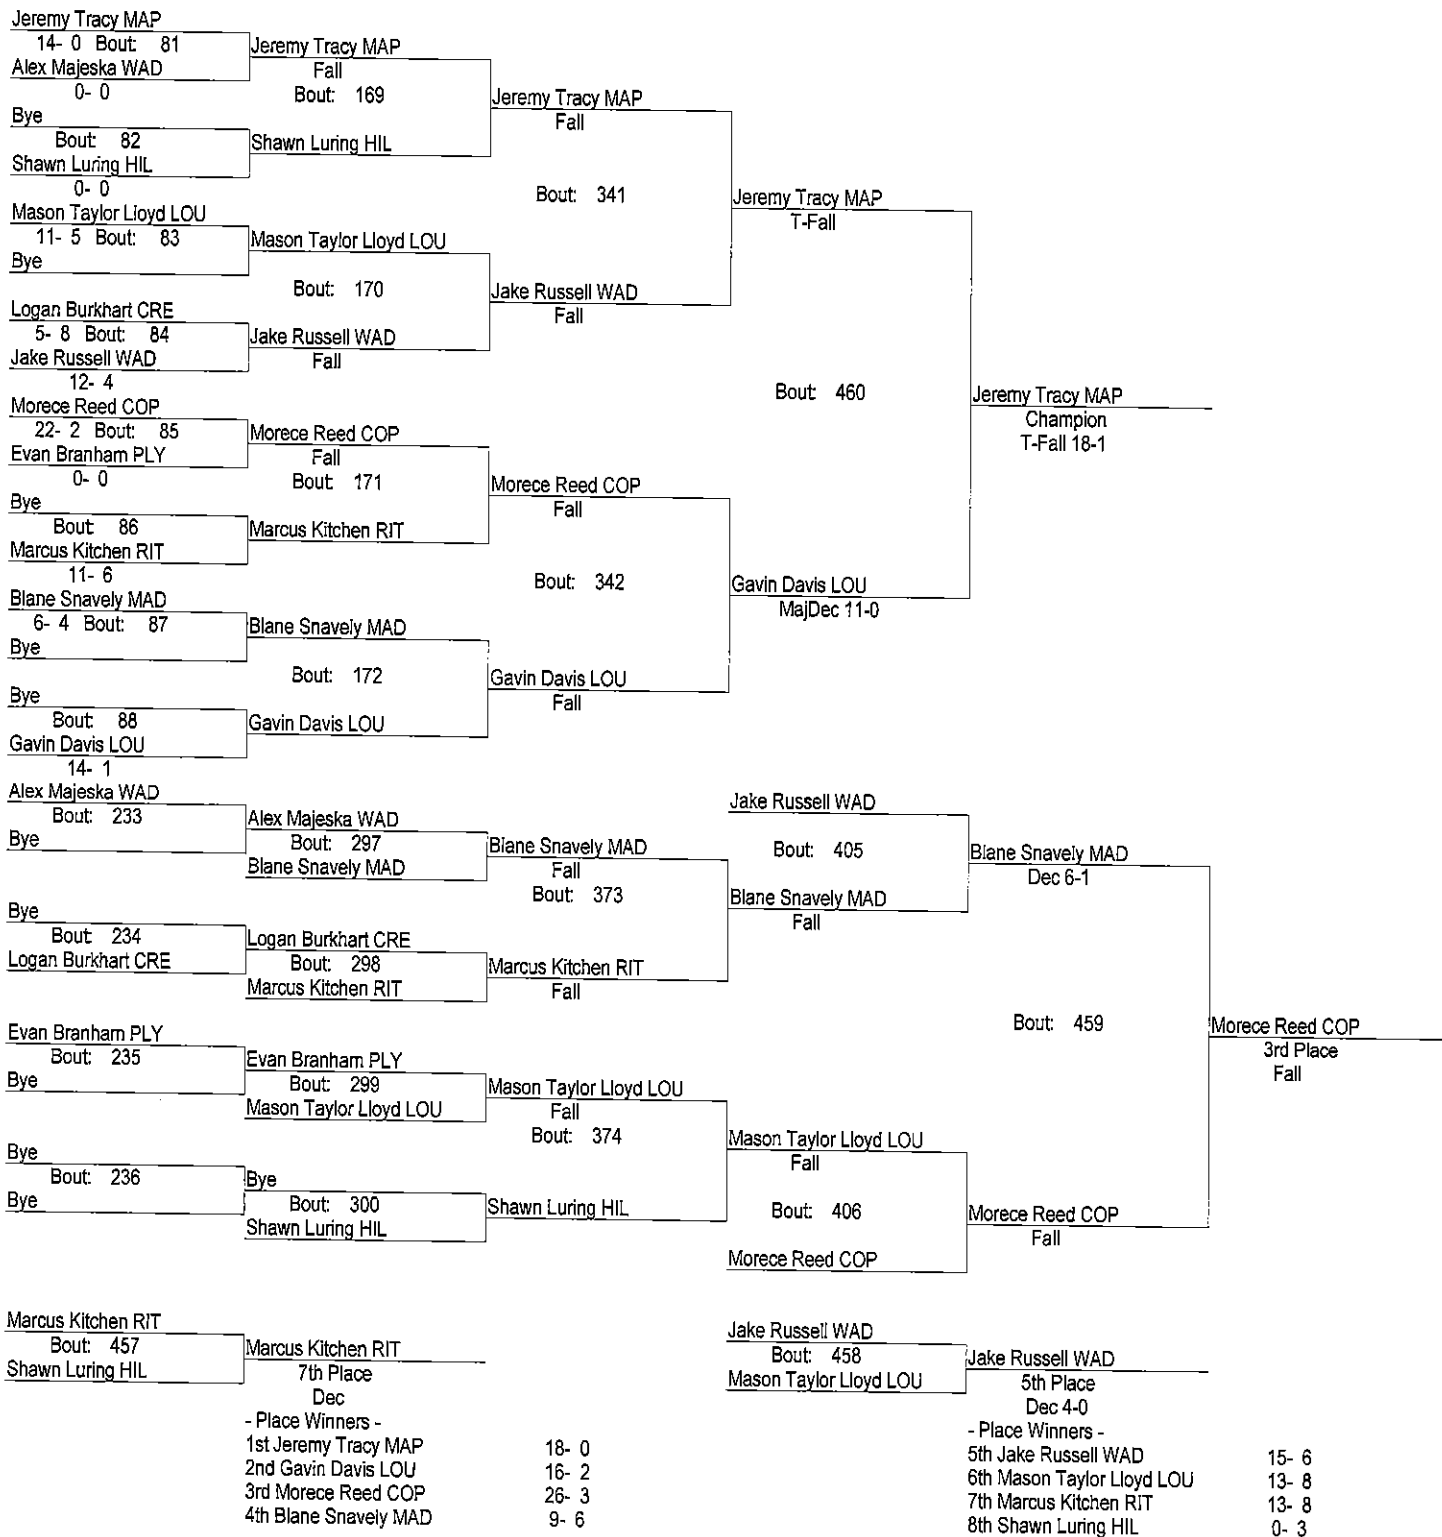 Jeremy Tracy MAP
14- 0 Bout: 81
Alex Majeska WAD
0- 0
Bye
Bout: 82
Shawn Luring HIL
0- 0
Mason Taylor Lloyd LOU
11- 5 Bout: 83
Bye
Logan Burkhart CRE
5- 8 Bout: 84
Jake Russell WAD
12- 4
Morece Reed COP
22- 2 Bout: 85
Evan Branham PLY
0- 0
Bye
Bout: 86
Marcus Kitchen RIT
11- 6
Blane Snavely MAD
6- 4 Bout: 87
Bye
Bye
Bout: 88
Gavin Davis LOU
14- 1
Jeremy Tracy MAP
Fall
Bout: 169
Shawn Luring HIL
Mason Taylor Lloyd LOU
Bout: 170
Jake Russell WAD
Fall
Morece Reed COP
Fall
Bout: 171
Marcus Kitchen RIT
Blane Snavely MAD
Bout: 172
Gavin Davis LOU
Jeremy Tracy MAP
Fall
Bout: 341
Jake Russell WAD
Fall
Morece Reed COP
Fall
Bout: 342
Gavin Davis LOU
Fall
Jeremy Tracy MAP
T-Fall
Bout: 460
Gavin Davis LOU
MajDec 11-0
Jeremy Tracy MAP
Champion
T-Fall 18-1
Alex Majeska WAD
Bout: 233
Bye
Bye
Bout: 234
Logan Burkhart CRE
Evan Branham PLY
Bout: 235
Bye
Bye
Bout: 236
Bye
Alex Majeska WAD
Bout: 297
Blane Snavely MAD
Logan Burkhart CRE
Bout: 298
Marcus Kitchen RIT
Evan Branham PLY
Bout: 299
Mason Taylor Lloyd LOU
Bye
Bout: 300
Shawn Luring HIL
Blane Snavely MAD
Fall
Bout: 373
Marcus Kitchen RIT
Fall
Mason Taylor Lloyd LOU
Fall
Bout: 374
Shawn Luring HIL
Jake Russell WAD
Bout: 405
Blane Snavely MAD
Fall
Mason Taylor Lloyd LOU
Fall
Bout: 406
Morece Reed COP
Blane Snavely MAD
Dec 6-1
Bout: 459
Morece Reed COP
Fall
Morece Reed COP
3rd Place
Fall
Marcus Kitchen RIT
Bout: 457
Shawn Luring HIL
Marcus Kitchen RIT
7th Place
Dec
Jake Russell WAD
Bout: 458
Mason Taylor Lloyd LOU
Jake Russell WAD
5th Place
Dec 4-0
- Place Winners -
1st Jeremy Tracy MAP 18- 0
2nd Gavin Davis LOU 16- 2
3rd Morece Reed COP 26- 3
4th Blane Snavely MAD 9- 6
- Place Winners -
5th Jake Russell WAD 15- 6
6th Mason Taylor Lloyd LOU 13- 8
7th Marcus Kitchen RIT 13- 8
8th Shawn Luring HIL 0- 3